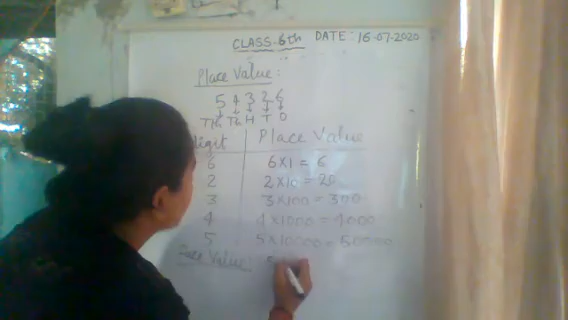 CLASS-6th DATE: 16-07-2020
Place Value:
5 4 3 2 6
TTh Th H T O
digit Place Value
6 6×1 = 6
2 2×10 = 20
3 3×100 = 300
4 4×1000 = 4000
5 5×10000 = 50000
Face Value: 5